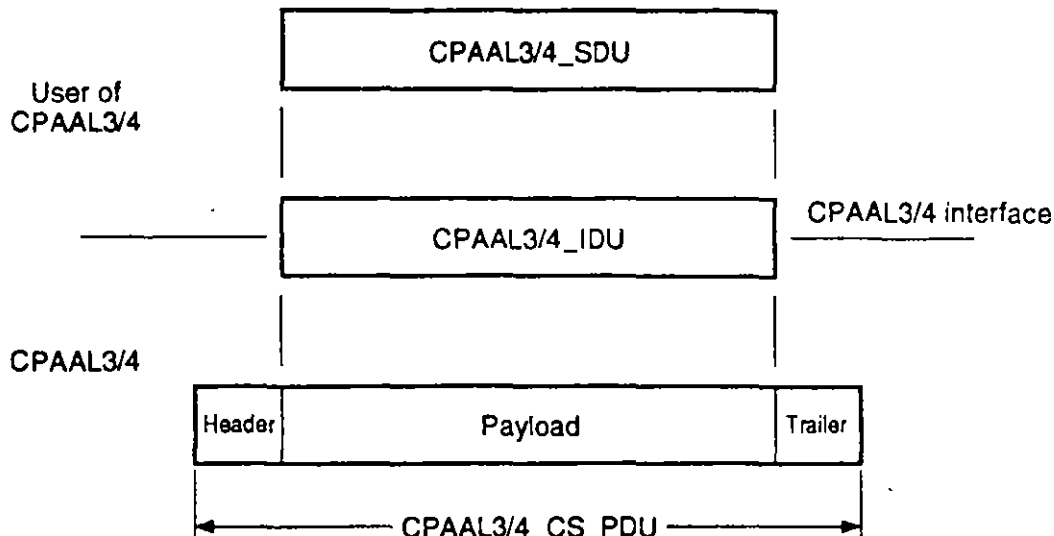 CPAAL3/4_SDU
User of
CPAAL3/4
CPAAL3/4 interface
CPAAL3/4_IDU
CPAAL3/4
Header
Payload
Trailer
CPAAL3/4_CS_PDU